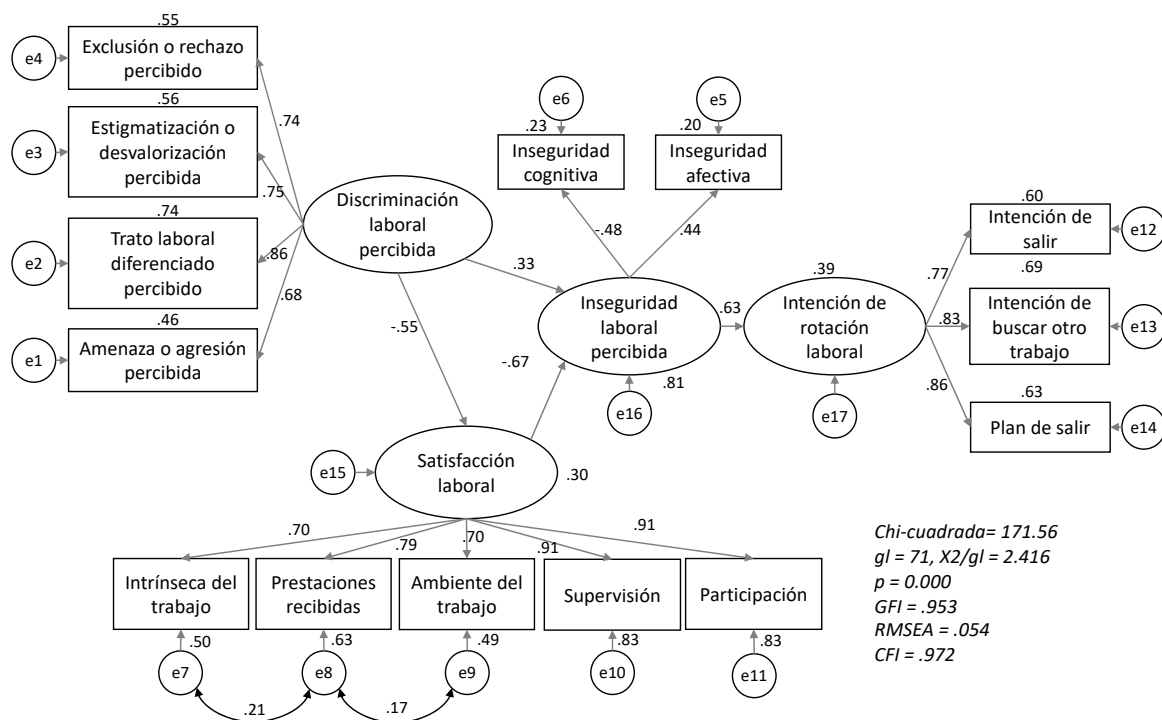 .55
e4
Exclusión o rechazo
percibido
.56
e3
Estigmatización o
desvalorización
percibida
.74
e2
Trato laboral
diferenciado
percibido
.46
e1
Amenaza o agresión
percibida
.74
.75
.86
.68
Discriminación
laboral
percibida
e6
e5
.23
.20
Inseguridad
cognitiva
Inseguridad
afectiva
-.48
.44
.33
-.55
-.67
Inseguridad
laboral
percibida
.81
e16
.63
.39
Intención de
rotación
laboral
e17
.77
.83
.86
.60
Intención de
salir
e12
.69
Intención de
buscar otro
trabajo
e13
.63
Plan de salir
e14
e15
Satisfacción
laboral
.30
.70
.79
.70
.91
.91
Intrínseca del
trabajo
Prestaciones
recibidas
Ambiente del
trabajo
Supervisión
Participación
.50
.63
.49
.83
.83
e7
e8
e9
e10
e11
.21
.17
Chi-cuadrada= 171.56
gl = 71, X2/gl = 2.416
p = 0.000
GFI = .953
RMSEA = .054
CFI = .972